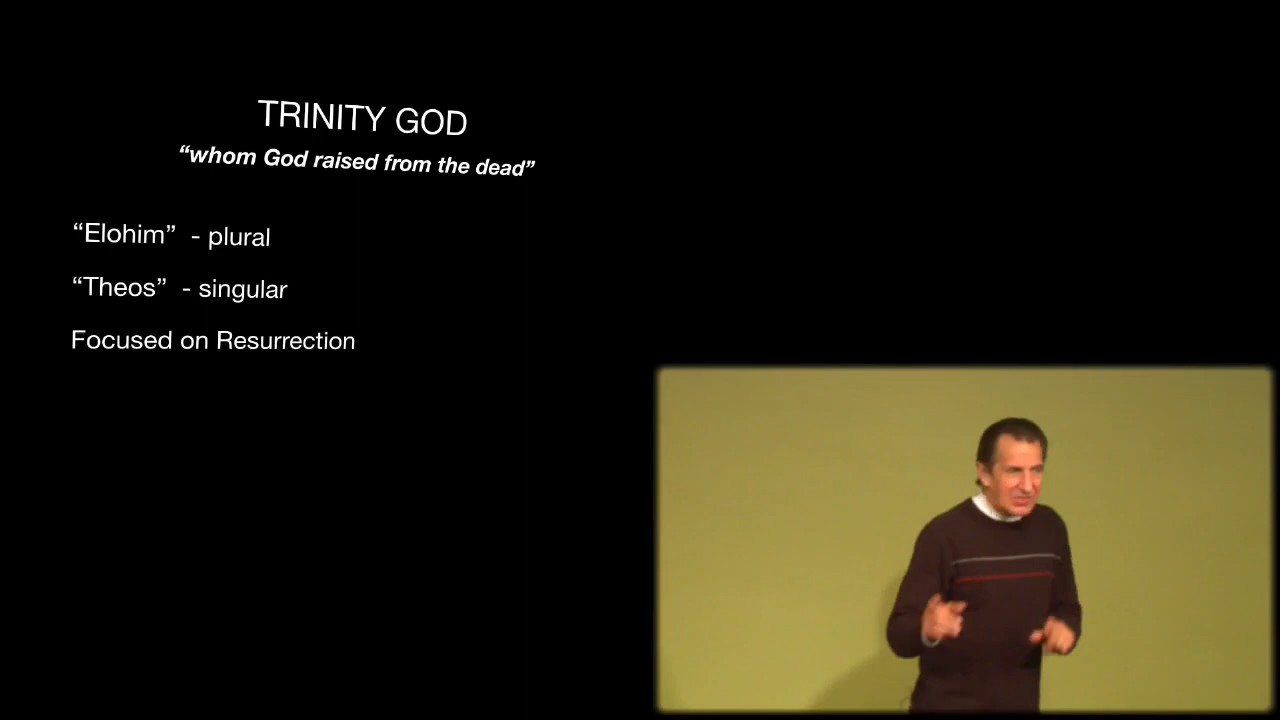 TRINITY GOD
“whom God raised from the dead”
“Elohim” - plural
“Theos” - singular
Focused on Resurrection